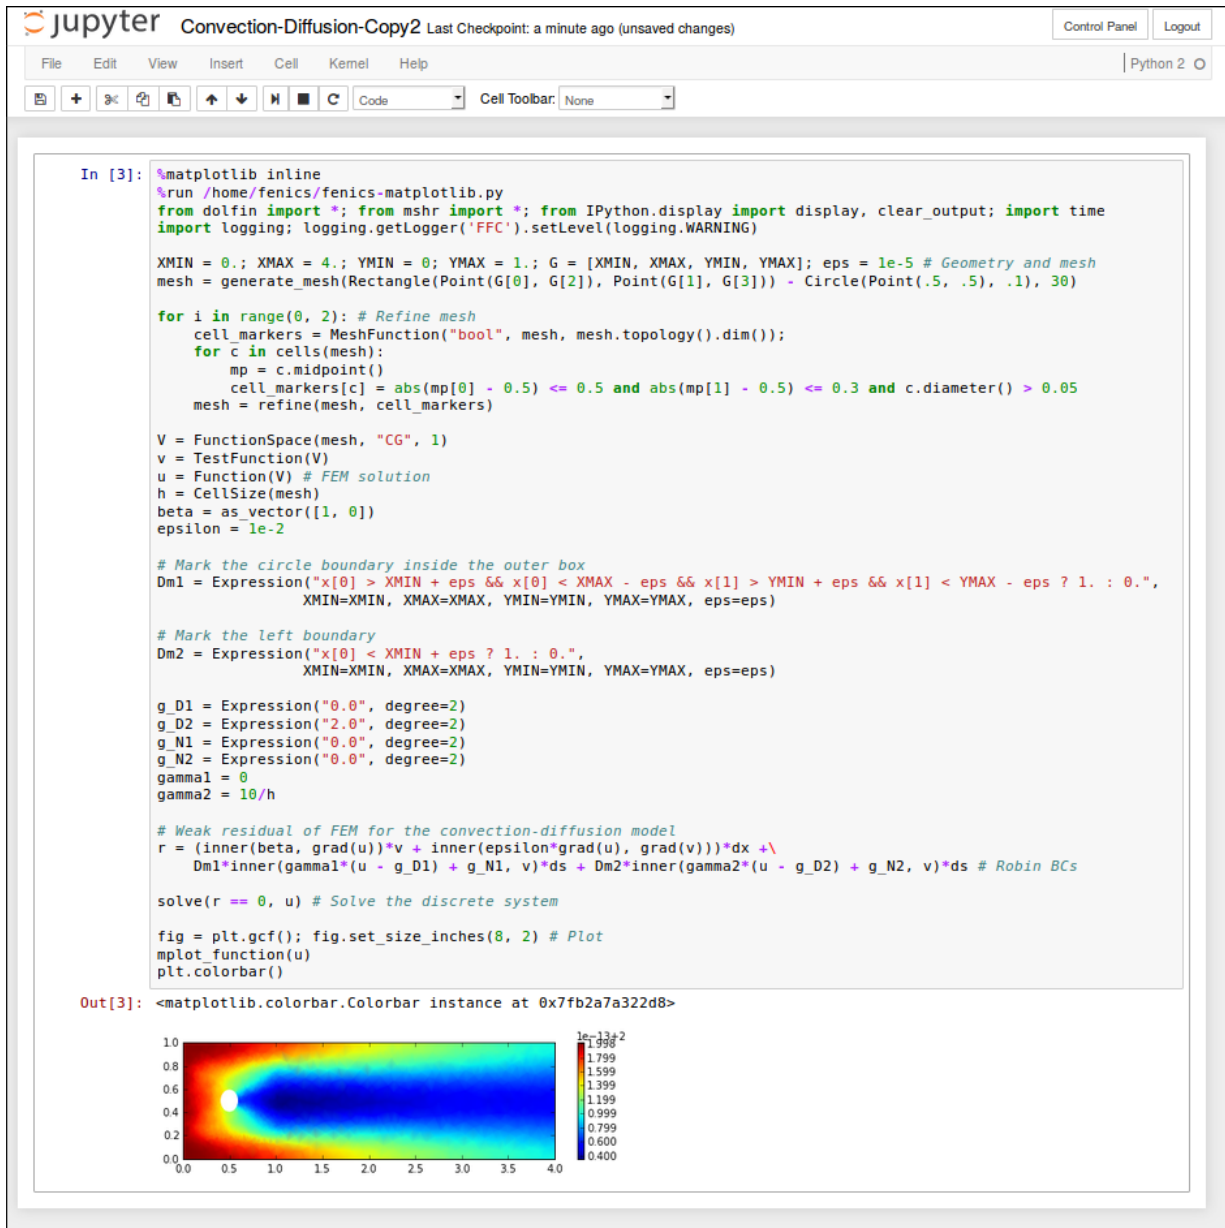 jupyter Convection-Diffusion-Copy2 Last Checkpoint: a minute ago (unsaved changes)
Control Panel Logout
File Edit View Insert Cell Kernel Help
Python 2
Code Cell Toolbar: None
In [3]: %matplotlib inline
%run /home/fenics/fenics-matplotlib.py
from dolfin import *; from mshr import *; from IPython.display import display, clear_output; import time
import logging; logging.getLogger('FFC').setLevel(logging.WARNING)
XMIN = 0.; XMAX = 4.; YMIN = 0; YMAX = 1.; G = [XMIN, XMAX, YMIN, YMAX]; eps = 1e-5 # Geometry and mesh
mesh = generate_mesh(Rectangle(Point(G[0], G[2]), Point(G[1], G[3])) - Circle(Point(.5, .5), .1), 30)
for i in range(0, 2): # Refine mesh
    cell_markers = MeshFunction("bool", mesh, mesh.topology().dim());
    for c in cells(mesh):
        mp = c.midpoint()
        cell_markers[c] = abs(mp[0] - 0.5) <= 0.5 and abs(mp[1] - 0.5) <= 0.3 and c.diameter() > 0.05
    mesh = refine(mesh, cell_markers)
V = FunctionSpace(mesh, "CG", 1)
v = TestFunction(V)
u = Function(V) # FEM solution
h = CellSize(mesh)
beta = as_vector([1, 0])
epsilon = 1e-2
# Mark the circle boundary inside the outer box
Dm1 = Expression("x[0] > XMIN + eps && x[0] < XMAX - eps && x[1] > YMIN + eps && x[1] < YMAX - eps ? 1. : 0.",
                 XMIN=XMIN, XMAX=XMAX, YMIN=YMIN, YMAX=YMAX, eps=eps)
# Mark the left boundary
Dm2 = Expression("x[0] < XMIN + eps ? 1. : 0.",
                 XMIN=XMIN, XMAX=XMAX, YMIN=YMIN, YMAX=YMAX, eps=eps)
g_D1 = Expression("0.0", degree=2)
g_D2 = Expression("2.0", degree=2)
g_N1 = Expression("0.0", degree=2)
g_N2 = Expression("0.0", degree=2)
gamma1 = 0
gamma2 = 10/h
# Weak residual of FEM for the convection-diffusion model
r = (inner(beta, grad(u))*v + inner(epsilon*grad(u), grad(v)))*dx +\
    Dm1*inner(gamma1*(u - g_D1) + g_N1, v)*ds + Dm2*inner(gamma2*(u - g_D2) + g_N2, v)*ds # Robin BCs
solve(r == 0, u) # Solve the discrete system
fig = plt.gcf(); fig.set_size_inches(8, 2) # Plot
mplot_function(u)
plt.colorbar()
Out[3]: <matplotlib.colorbar.Colorbar instance at 0x7fb2a7a322d8>
1.0
0.8
0.6
0.4
0.2
0.0
0.0 0.5 1.0 1.5 2.0 2.5 3.0 3.5 4.0
1e-13+2
1.998
1.799
1.599
1.399
1.199
0.999
0.799
0.600
0.400